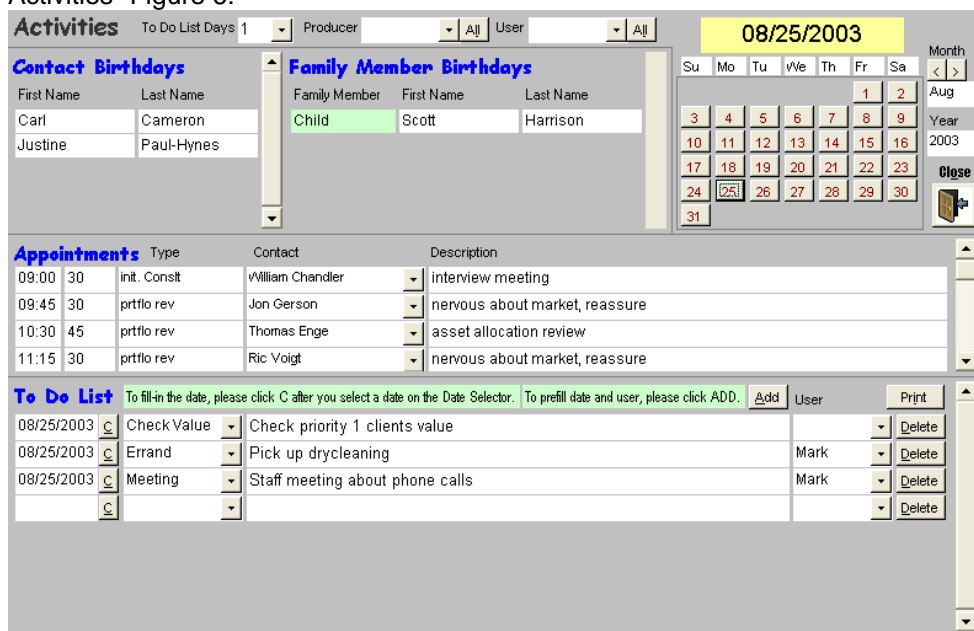 Activities Figure 3.
Activities To Do List Days 1 Producer All User All
08/25/2003
Month
< >
Aug
Year
2003
Close
Su Mo Tu We Th Fr Sa
1 2
3 4 5 6 7 8 9
10 11 12 13 14 15 16
17 18 19 20 21 22 23
24 25 26 27 28 29 30
31
Contact Birthdays
First Name Last Name
Carl Cameron
Justine Paul-Hynes
Family Member Birthdays
Family Member First Name Last Name
Child Scott Harrison
Appointments Type Contact Description
09:00 30 init. Conslt William Chandler interview meeting
09:45 30 prtflo rev Jon Gerson nervous about market, reassure
10:30 45 prtflo rev Thomas Enge asset allocation review
11:15 30 prtflo rev Ric Voigt nervous about market, reassure
To Do List To fill-in the date, please click C after you select a date on the Date Selector. To prefill date and user, please click ADD. Add User Print
08/25/2003 C Check Value Check priority 1 clients value Delete
08/25/2003 C Errand Pick up drycleaning Mark Delete
08/25/2003 C Meeting Staff meeting about phone calls Mark Delete
C Delete